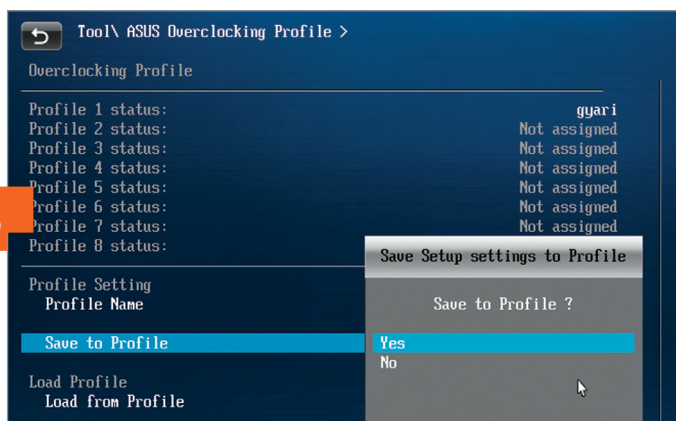 Tool\ ASUS Overclocking Profile >
Overclocking Profile
Profile 1 status: gyari
Profile 2 status: Not assigned
Profile 3 status: Not assigned
Profile 4 status: Not assigned
Profile 5 status: Not assigned
Profile 6 status: Not assigned
Profile 7 status: Not assigned
Profile 8 status:
Save Setup settings to Profile
Profile Setting
Profile Name
Save to Profile ?
Save to Profile
Yes
No
Load Profile
Load from Profile